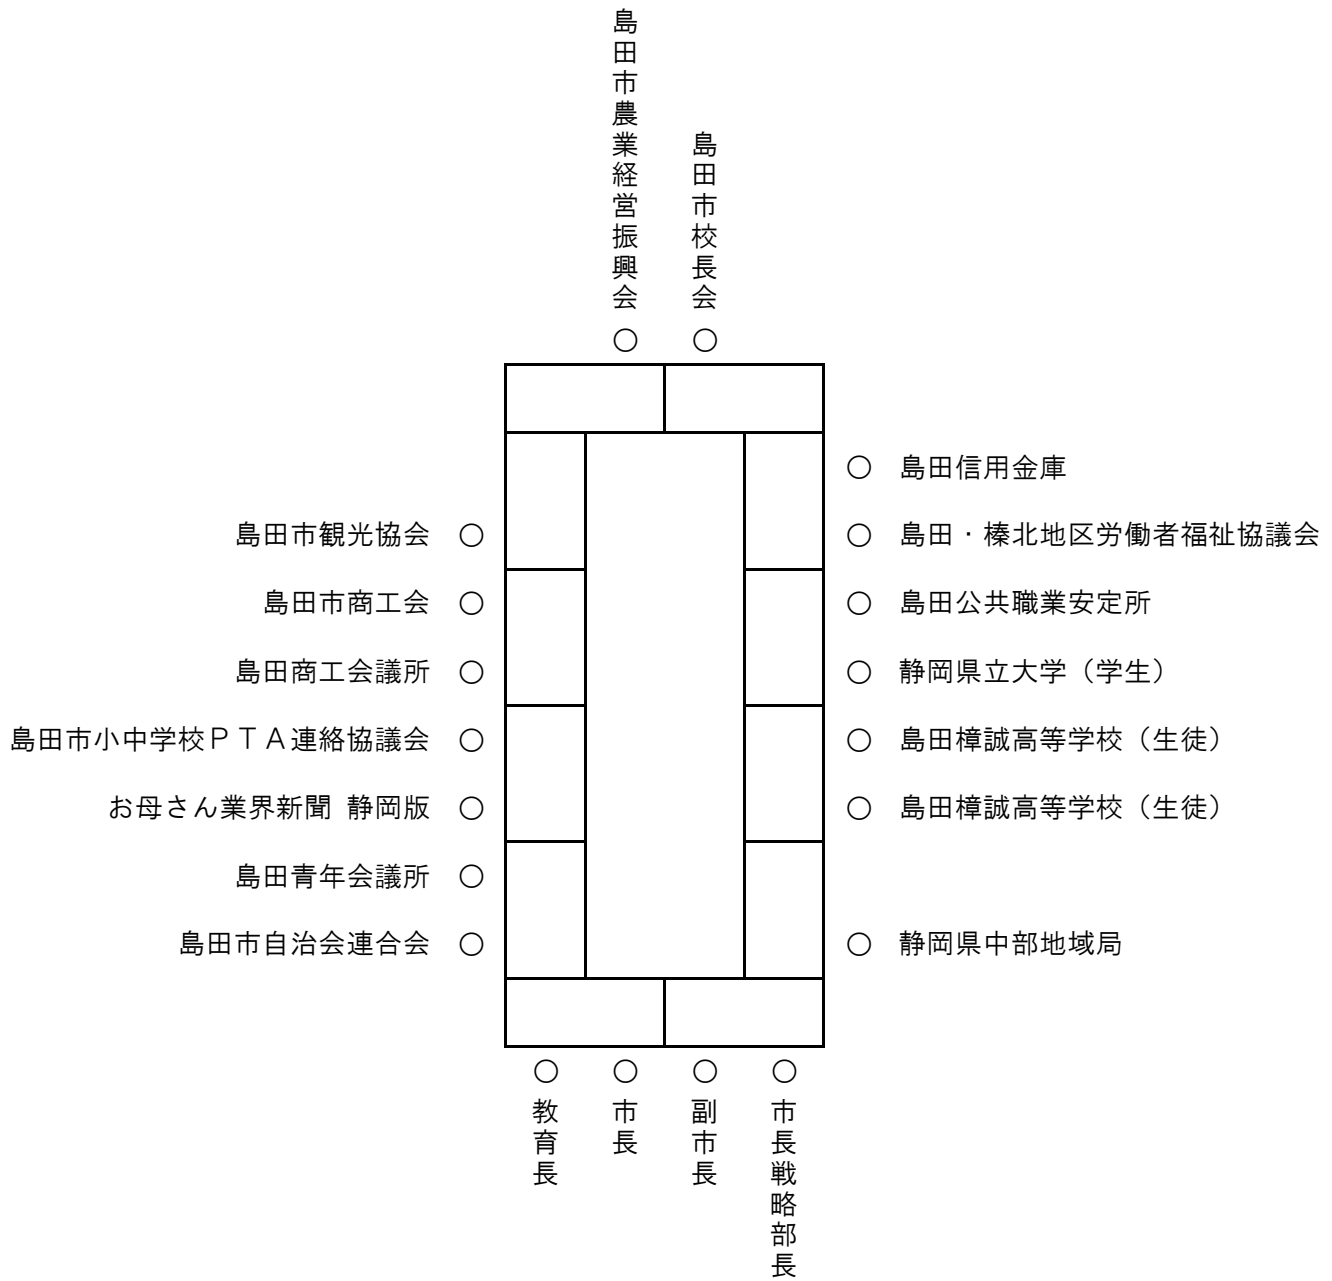 島田市農業経営振興会
島田市校長会
○ ○
○ 島田信用金庫
島田市観光協会 ○
○ 島田・榛北地区労働者福祉協議会
島田市商工会 ○
○ 島田公共職業安定所
島田商工会議所 ○
○ 静岡県立大学（学生）
島田市小中学校ＰＴＡ連絡協議会 ○
○ 島田樟誠高等学校（生徒）
お母さん業界新聞 静岡版 ○
○ 島田樟誠高等学校（生徒）
島田青年会議所 ○
島田市自治会連合会 ○
○ 静岡県中部地域局
○ ○ ○ ○
教育長
市長
副市長
市長戦略部長